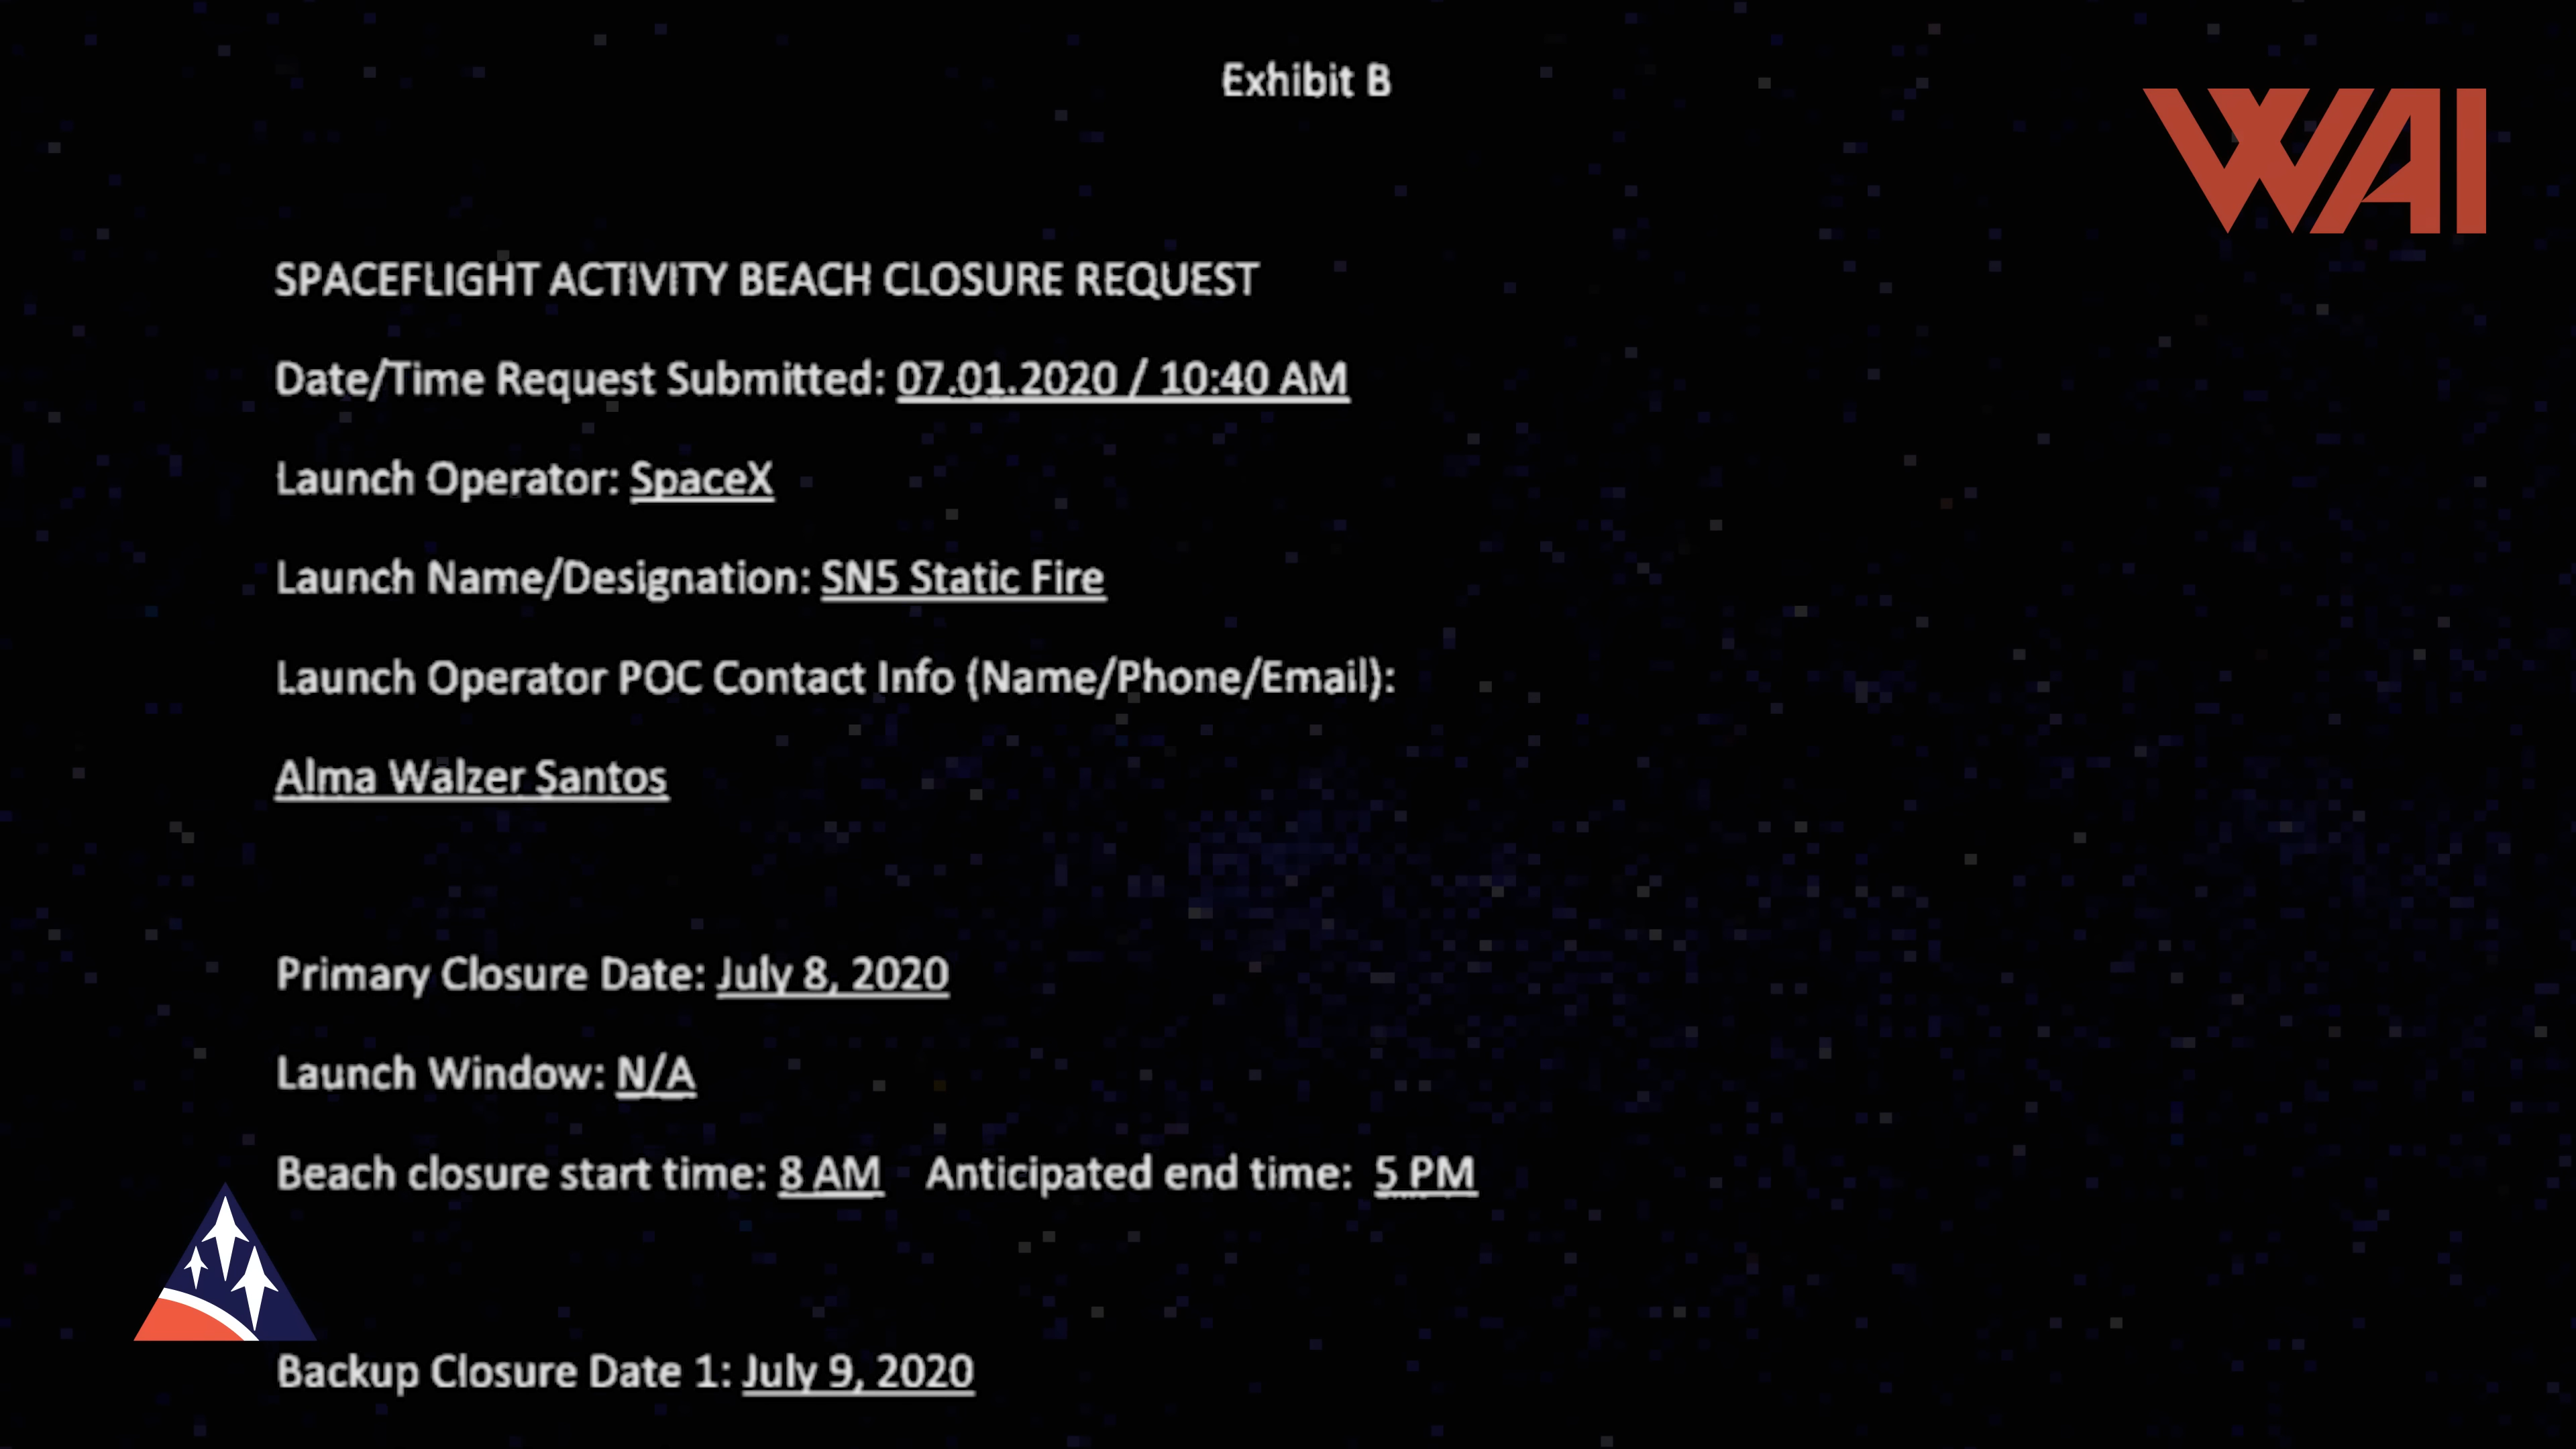 Exhibit B
WAI
SPACEFLIGHT ACTIVITY BEACH CLOSURE REQUEST
Date/Time Request Submitted: 07.01.2020 / 10:40 AM
Launch Operator: SpaceX
Launch Name/Designation: SN5 Static Fire
Launch Operator POC Contact Info (Name/Phone/Email):
Alma Walzer Santos
Primary Closure Date: July 8, 2020
Launch Window: N/A
Beach closure start time: 8 AM Anticipated end time: 5 PM
Backup Closure Date 1: July 9, 2020